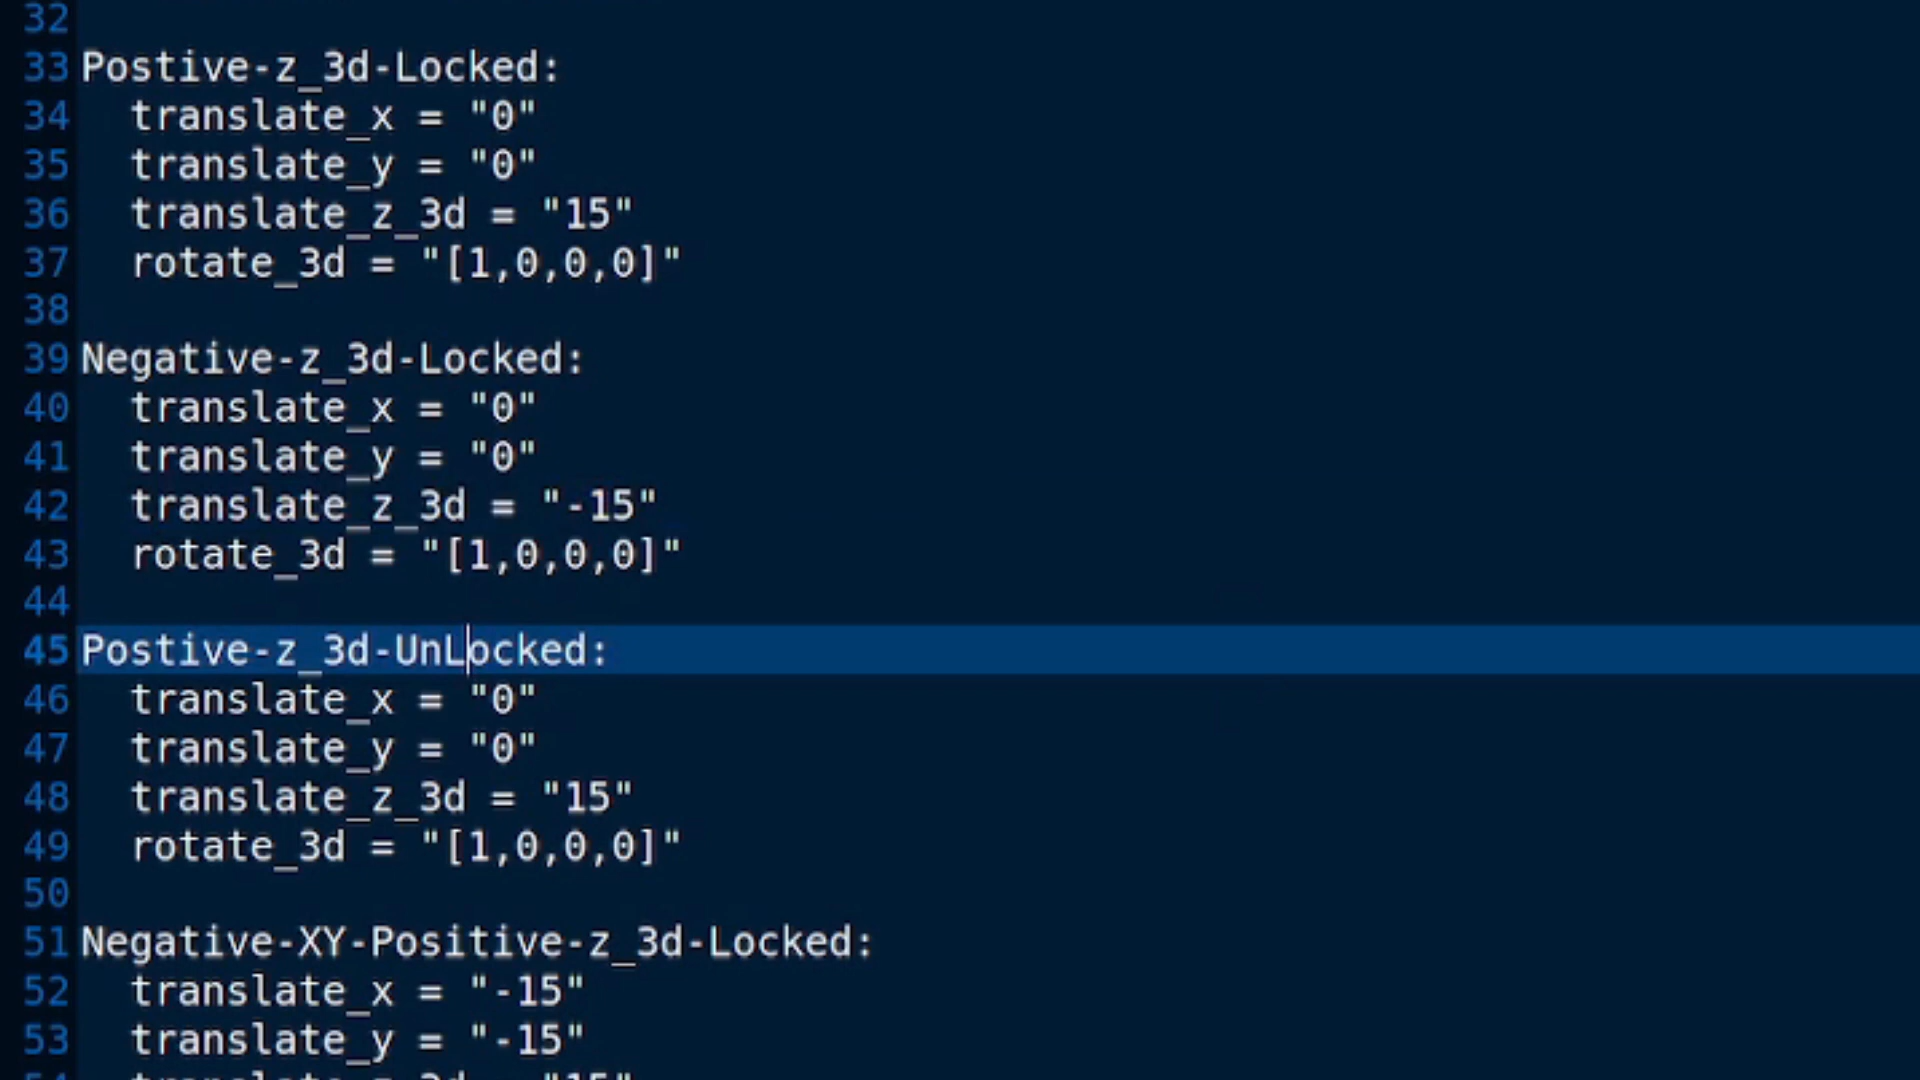 32
33 Postive-z_3d-Locked:
34 translate_x = "0"
35 translate_y = "0"
36 translate_z_3d = "15"
37 rotate_3d = "[1,0,0,0]"
38
39 Negative-z_3d-Locked:
40 translate_x = "0"
41 translate_y = "0"
42 translate_z_3d = "-15"
43 rotate_3d = "[1,0,0,0]"
44
45 Postive-z_3d-UnLocked:
46 translate_x = "0"
47 translate_y = "0"
48 translate_z_3d = "15"
49 rotate_3d = "[1,0,0,0]"
50
51 Negative-XY-Positive-z_3d-Locked:
52 translate_x = "-15"
53 translate_y = "-15"
54 translate_z_3d = "15"